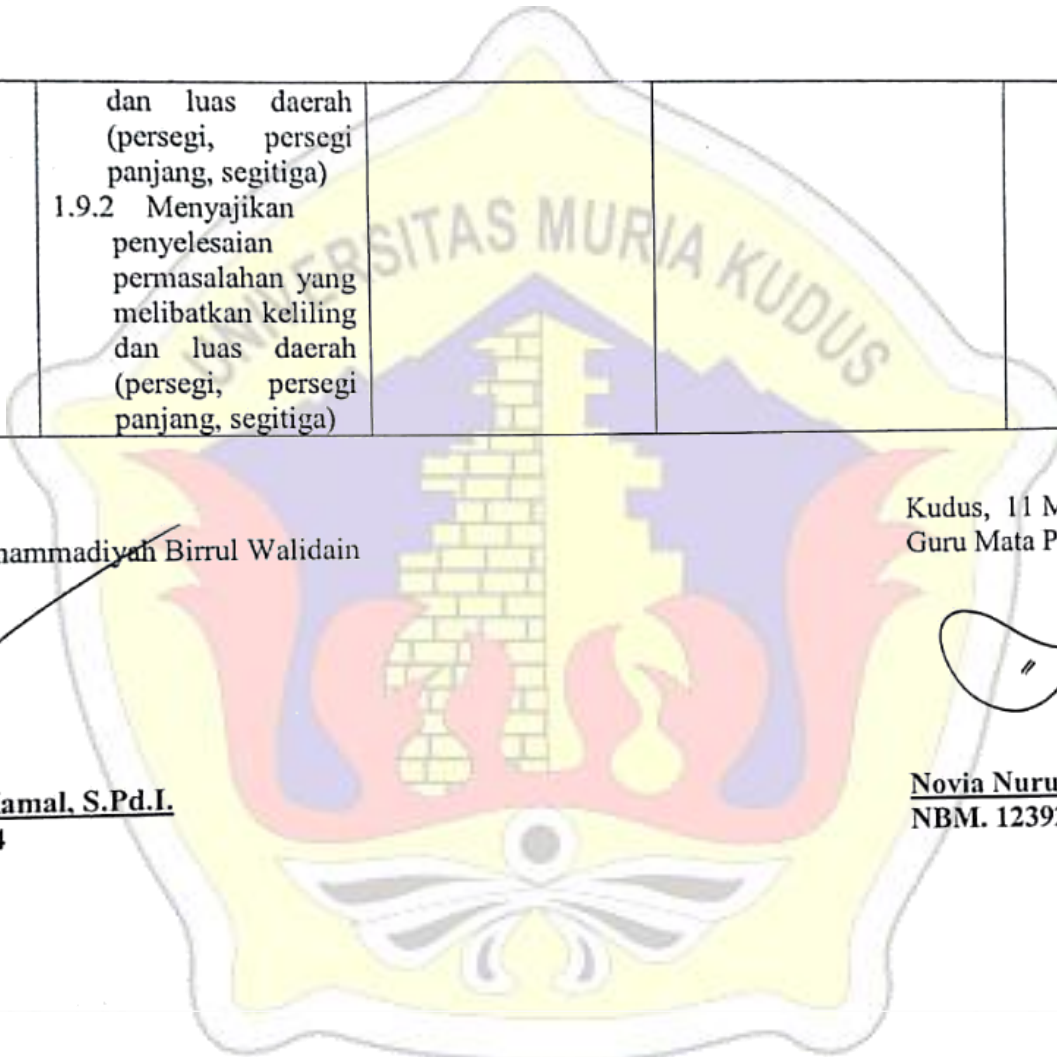 dan luas daerah
(persegi, persegi
panjang, segitiga)
1.9.2 Menyajikan
penyelesaian
permasalahan yang
melibatkan keliling
dan luas daerah
(persegi, persegi
panjang, segitiga)
UNIVERSITAS MURIA KUDUS
hammadiyah Birrul Walidain
Kudus, 11 M
Guru Mata P
amal, S.Pd.I.
4
Novia Nuru
NBM. 12392